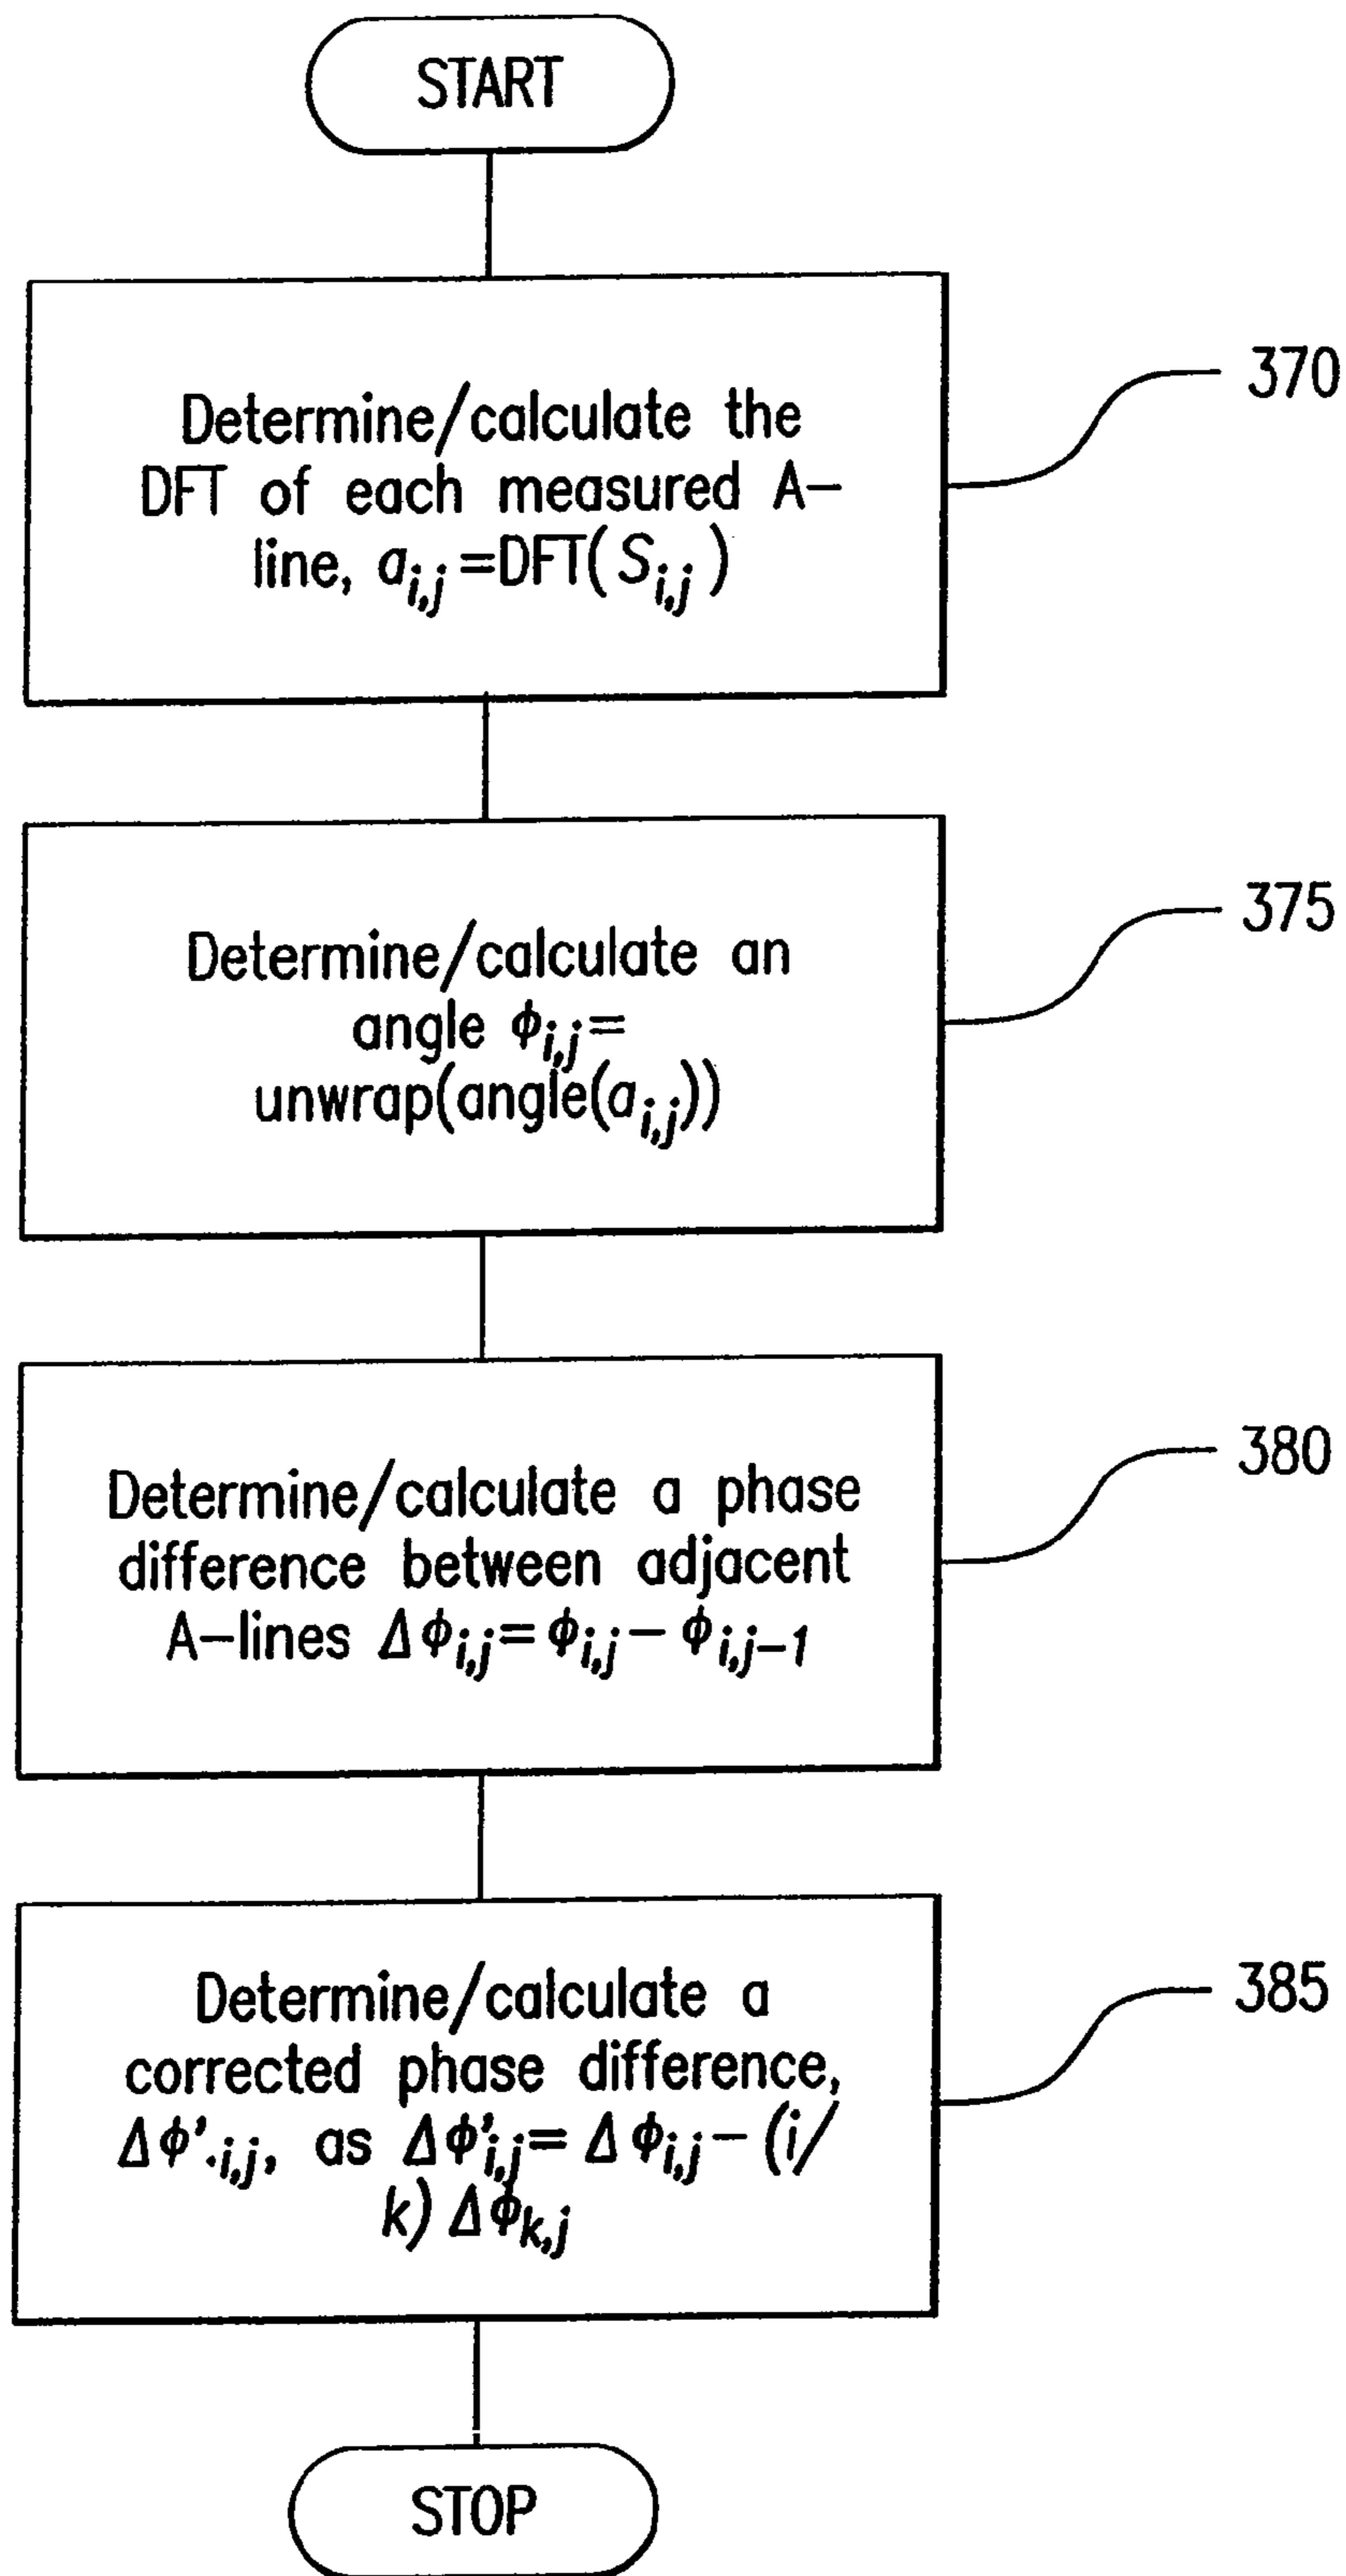 START
Determine/calculate the
DFT of each measured A-
line, a_{i,j}=DFT(S_{i,j})
370
Determine/calculate an
angle ϕ_{i,j}=
unwrap(angle(a_{i,j}))
375
Determine/calculate a phase
difference between adjacent
A-lines Δϕ_{i,j}=ϕ_{i,j}-ϕ_{i,j-1}
380
Determine/calculate a
corrected phase difference,
Δϕ'._{i,j}, as Δϕ'_{i,j}=Δϕ_{i,j}-(i/
k)Δϕ_{k,j}
385
STOP